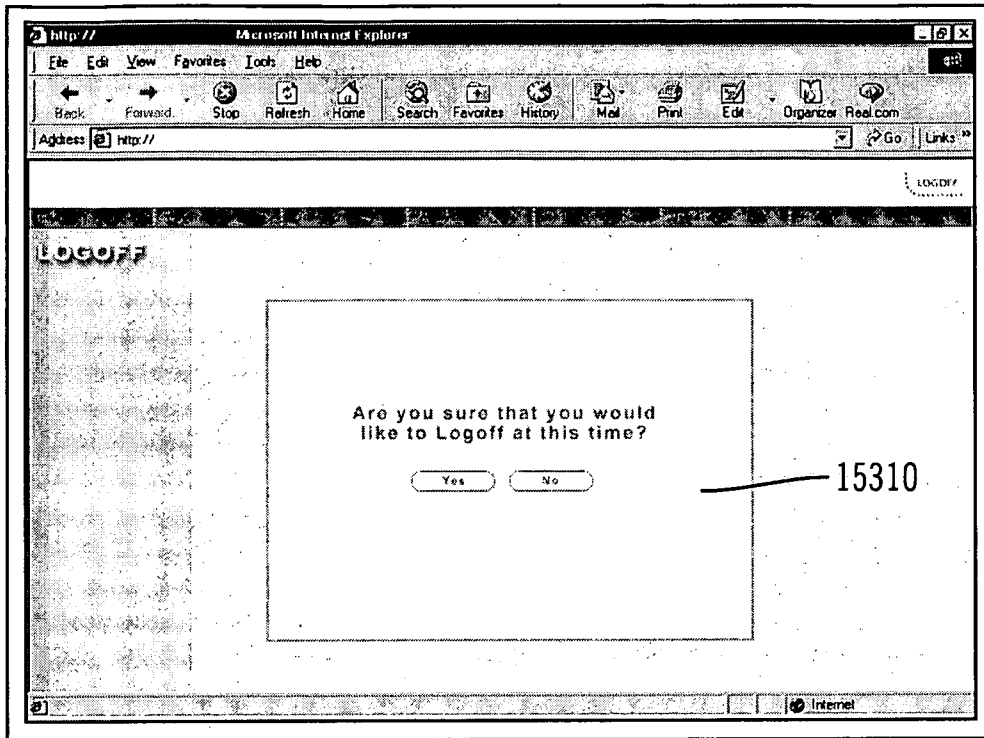 http:// Microsoft Internet Explorer
File Edit View Favorites Tools Help
Back Forward Stop Refresh Home Search Favorites History Mail Print Edit Organizer Real.com
Address http:// Go Links »
LOGOFF
LOGOFF
Are you sure that you would
like to Logoff at this time?
Yes No
15310
Internet